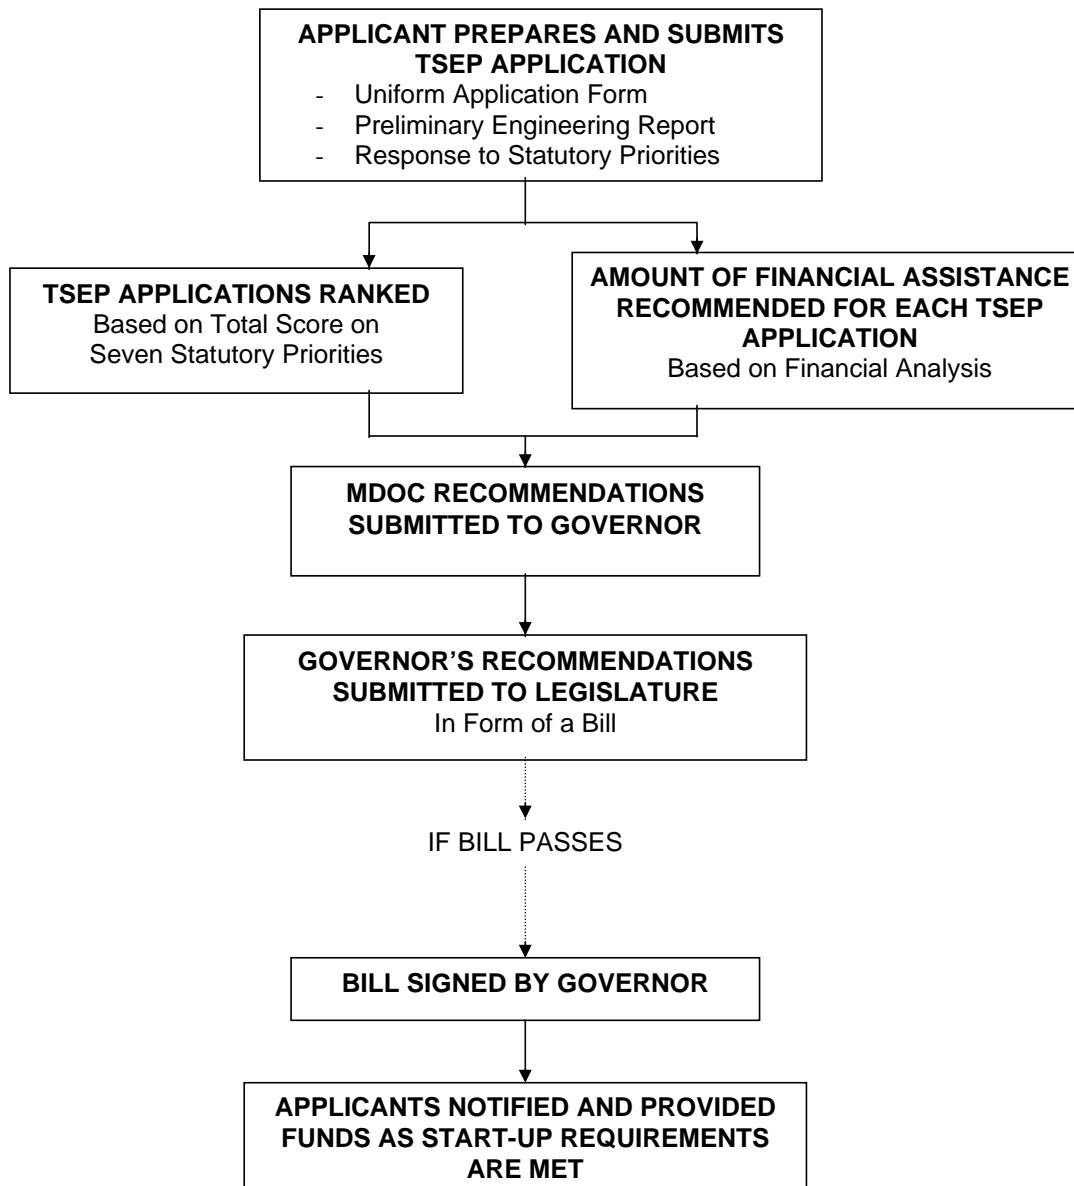 APPLICANT PREPARES AND SUBMITS
TSEP APPLICATION
- Uniform Application Form
- Preliminary Engineering Report
- Response to Statutory Priorities
TSEP APPLICATIONS RANKED
Based on Total Score on
Seven Statutory Priorities
AMOUNT OF FINANCIAL ASSISTANCE
RECOMMENDED FOR EACH TSEP
APPLICATION
Based on Financial Analysis
MDOC RECOMMENDATIONS
SUBMITTED TO GOVERNOR
GOVERNOR’S RECOMMENDATIONS
SUBMITTED TO LEGISLATURE
In Form of a Bill
IF BILL PASSES
BILL SIGNED BY GOVERNOR
APPLICANTS NOTIFIED AND PROVIDED
FUNDS AS START-UP REQUIREMENTS
ARE MET